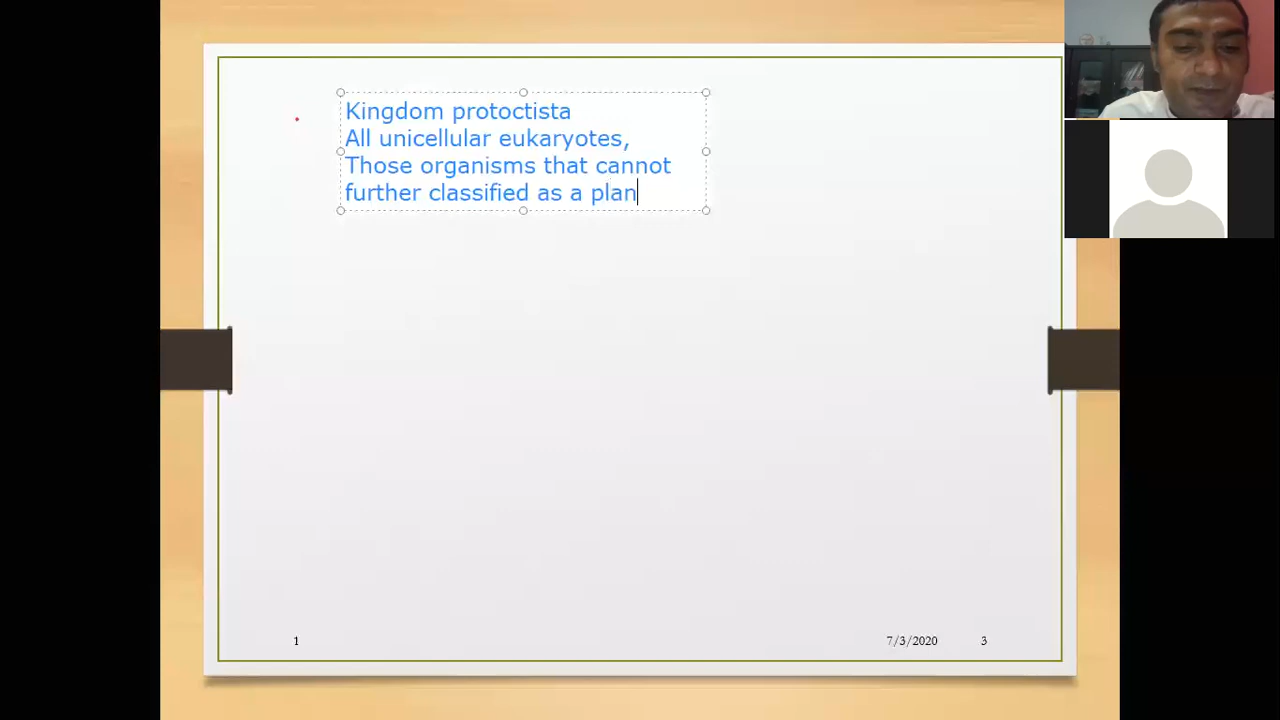 Kingdom protoctista
All unicellular eukaryotes,
Those organisms that cannot
further classified as a plan
1
7/3/2020
3